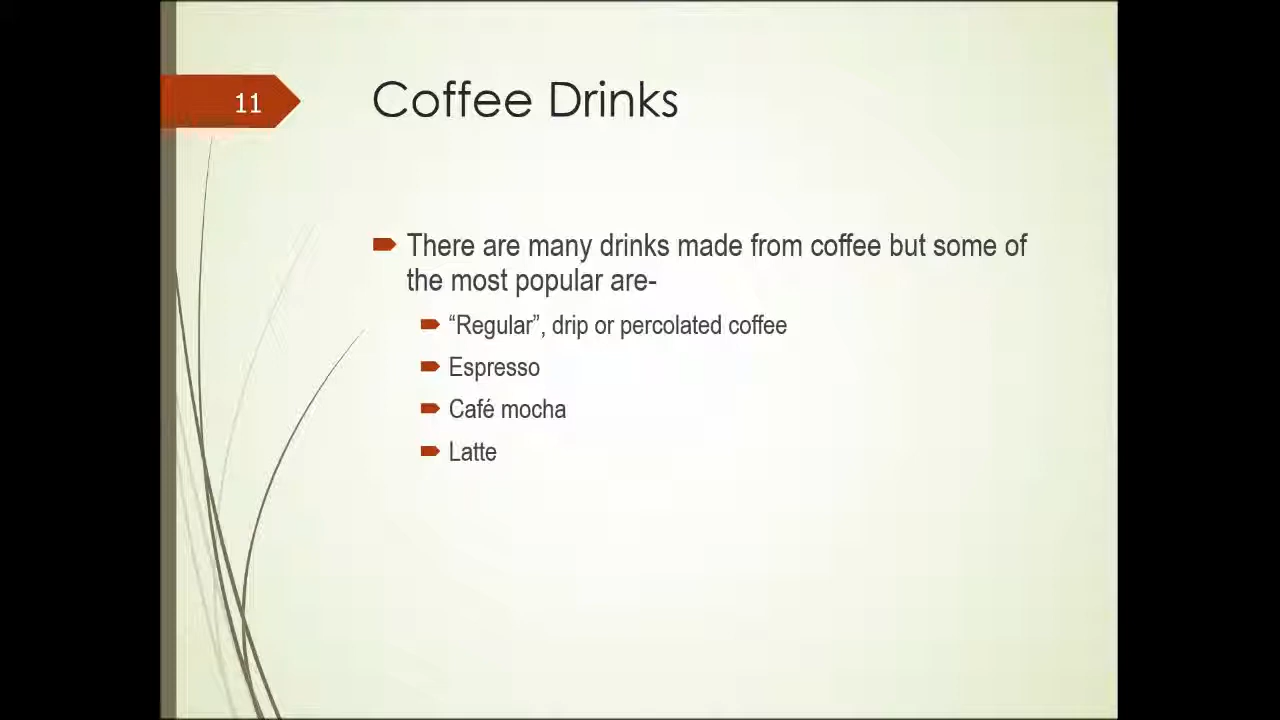 11
Coffee Drinks
There are many drinks made from coffee but some of
the most popular are-
“Regular”, drip or percolated coffee
Espresso
Café mocha
Latte